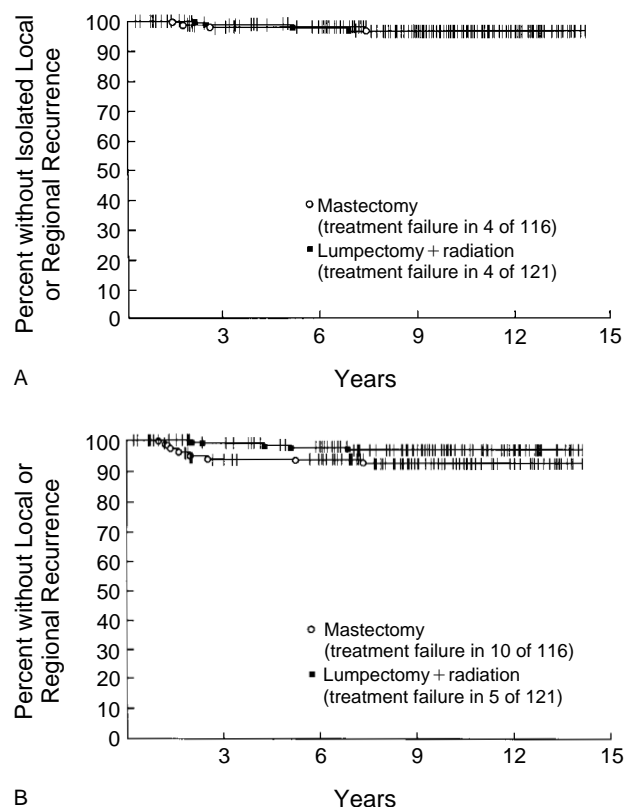 Percent without Isolated Local
or Regional Recurrence
100
90
80
70
60
50
40
30
20
10
0
Mastectomy
(treatment failure in 4 of 116)
Lumpectomy + radiation
(treatment failure in 4 of 121)
3 6 9 12 15
A
Years
Percent without Local or
Regional Recurrence
100
90
80
70
60
50
40
30
20
10
0
Mastectomy
(treatment failure in 10 of 116)
Lumpectomy + radiation
(treatment failure in 5 of 121)
3 6 9 12 15
B
Years